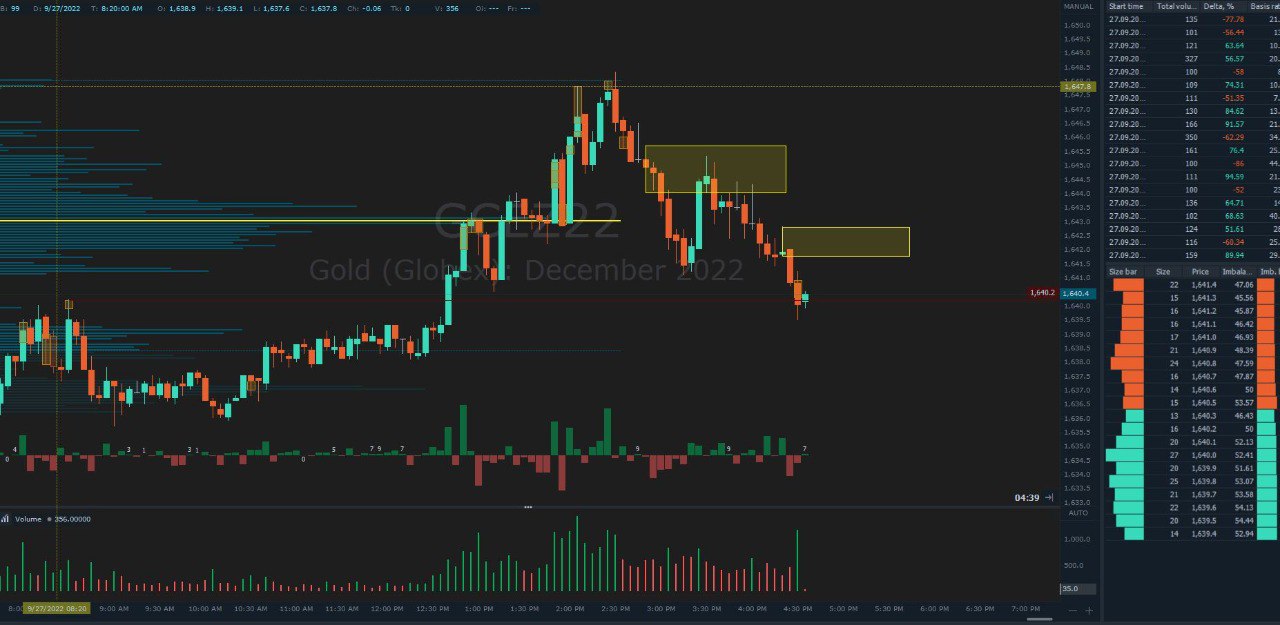 B: 99 D: 9/27/2022 T: 8:20:00 AM O: 1,638.9 H: 1,639.1 L: 1,637.6 C: 1,637.8 Ch: -0.06 Tk: 0 V: 356 Oi: --- Fr: ---
MANUAL
1,650.0
1,649.5
1,649.0
1,648.5
1,647.8
1,647.5
1,647.0
1,646.5
1,646.0
1,645.5
1,645.0
1,644.5
1,644.0
1,643.5
1,643.0
1,642.5
1,642.0
1,641.5
1,641.0
1,640.2 1,640.4
1,640.0
1,639.5
1,639.0
1,638.5
1,638.0
1,637.5
1,637.0
1,636.5
1,636.0
1,635.5
1,635.0
1,634.5
1,634.0
1,633.5
1,633.0
Gold (Globex): December 2022
4 3 1 3 1 5 7 9 7 9 9 7
0 0
04:39
AUTO
Volume 356.00000
1,000.0
500.0
35.0
8:00 9/27/2022 08:20 9:00 AM 9:30 AM 10:00 AM 10:30 AM 11:00 AM 11:30 AM 12:00 PM 12:30 PM 1:00 PM 1:30 PM 2:00 PM 2:30 PM 3:00 PM 3:30 PM 4:00 PM 4:30 PM 5:00 PM 5:30 PM 6:00 PM 6:30 PM 7:00 PM
Start time Total volu... Delta, % Basis ra
27.09.20... 135 -77.78 21.
27.09.20... 101 -56.44 13
27.09.20... 121 63.64 10.
27.09.20... 327 56.57 20.
27.09.20... 100 -58 8
27.09.20... 109 74.31 10.
27.09.20... 111 -51.35 7.
27.09.20... 130 84.62 13.
27.09.20... 166 91.57 21.
27.09.20... 350 -62.29 34.
27.09.20... 161 76.4 25.
27.09.20... 100 -86 44
27.09.20... 111 94.59 21.
27.09.20... 100 -52 23
27.09.20... 136 64.71 14
27.09.20... 102 68.63 40.
27.09.20... 124 51.61 28
27.09.20... 116 -60.34 25.
27.09.20... 159 89.94 25.
Size bar Size Price Imbala... Imb. b
22 1,641.4 47.06
15 1,641.3 45.56
16 1,641.2 45.87
16 1,641.1 46.42
17 1,641.0 46.93
21 1,640.9 48.39
24 1,640.8 47.59
16 1,640.7 47.87
14 1,640.6 50
15 1,640.5 53.57
13 1,640.3 46.43
16 1,640.2 50
20 1,640.1 52.13
27 1,640.0 52.41
20 1,639.9 51.61
25 1,639.8 53.07
21 1,639.7 53.58
22 1,639.6 54.13
20 1,639.5 54.44
14 1,639.4 52.94